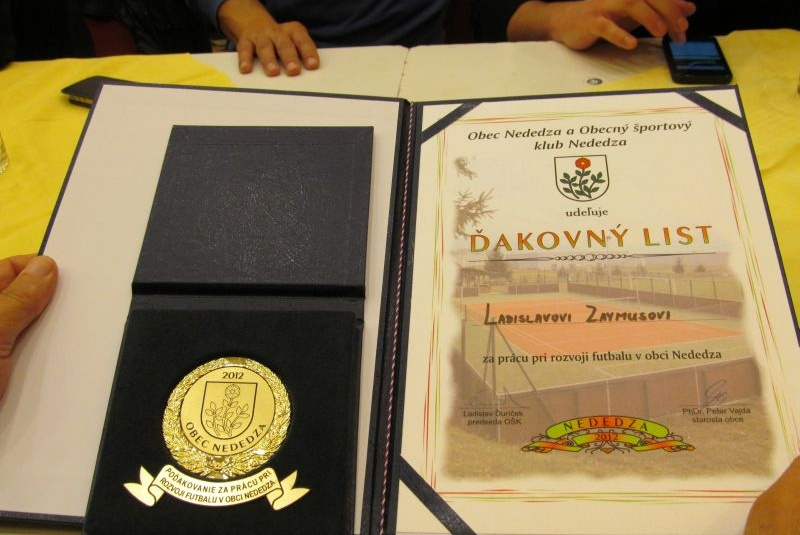 2012
OBEC NEDEDZA
POĎAKOVANIE ZA PRÁCU PRI
ROZVOJI FUTBALU V OBCI NEDEDZA
Obec Nededza a Obecný športový
klub Nededza
udeľuje
ĎAKOVNÝ LIST
LADISLAVOVI ZAYMUSOVI
za prácu pri rozvoji futbalu v obci Nededza
Ladislav Ďuriček
predseda OŠK
PhDr. Peter Vajda
starosta obce
NEDEDZA
2012